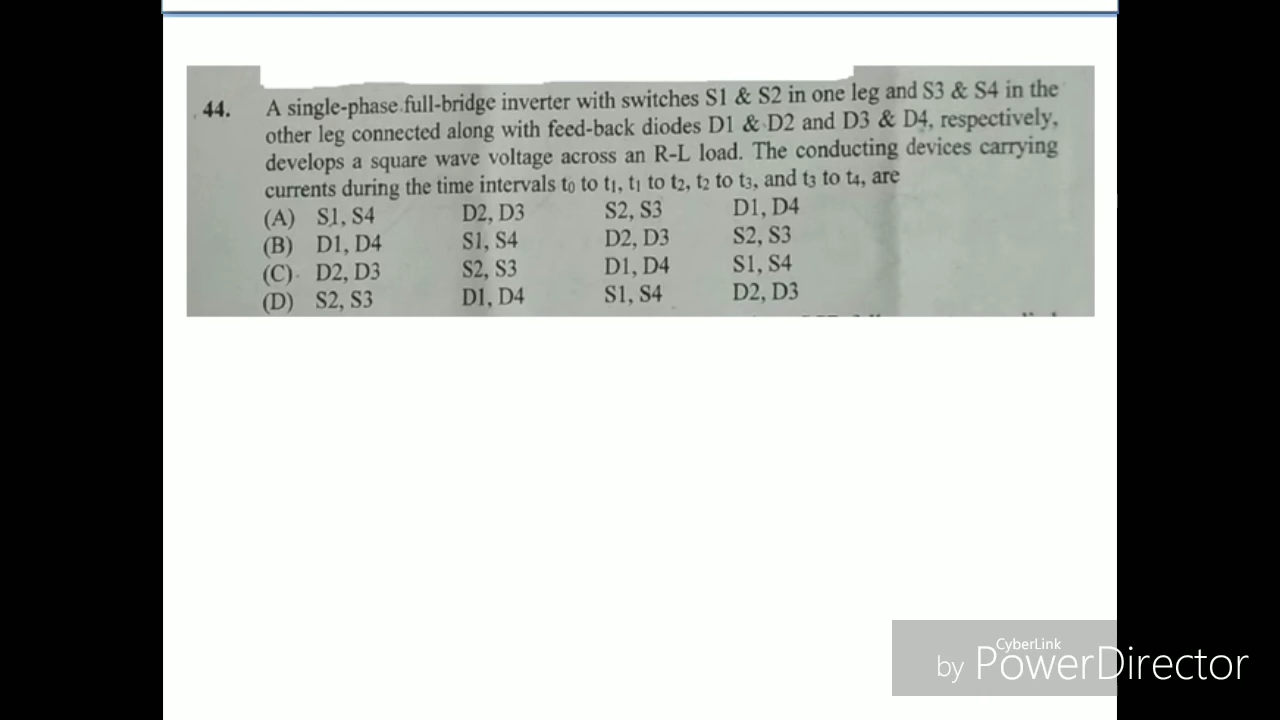 44. A single-phase full-bridge inverter with switches S1 & S2 in one leg and S3 & S4 in the
other leg connected along with feed-back diodes D1 & D2 and D3 & D4, respectively,
develops a square wave voltage across an R-L load. The conducting devices carrying
currents during the time intervals t0 to t1, t1 to t2, t2 to t3, and t3 to t4, are
(A) S1, S4 D2, D3 S2, S3 D1, D4
(B) D1, D4 S1, S4 D2, D3 S2, S3
(C) D2, D3 S2, S3 D1, D4 S1, S4
(D) S2, S3 D1, D4 S1, S4 D2, D3
CyberLink
by PowerDirector